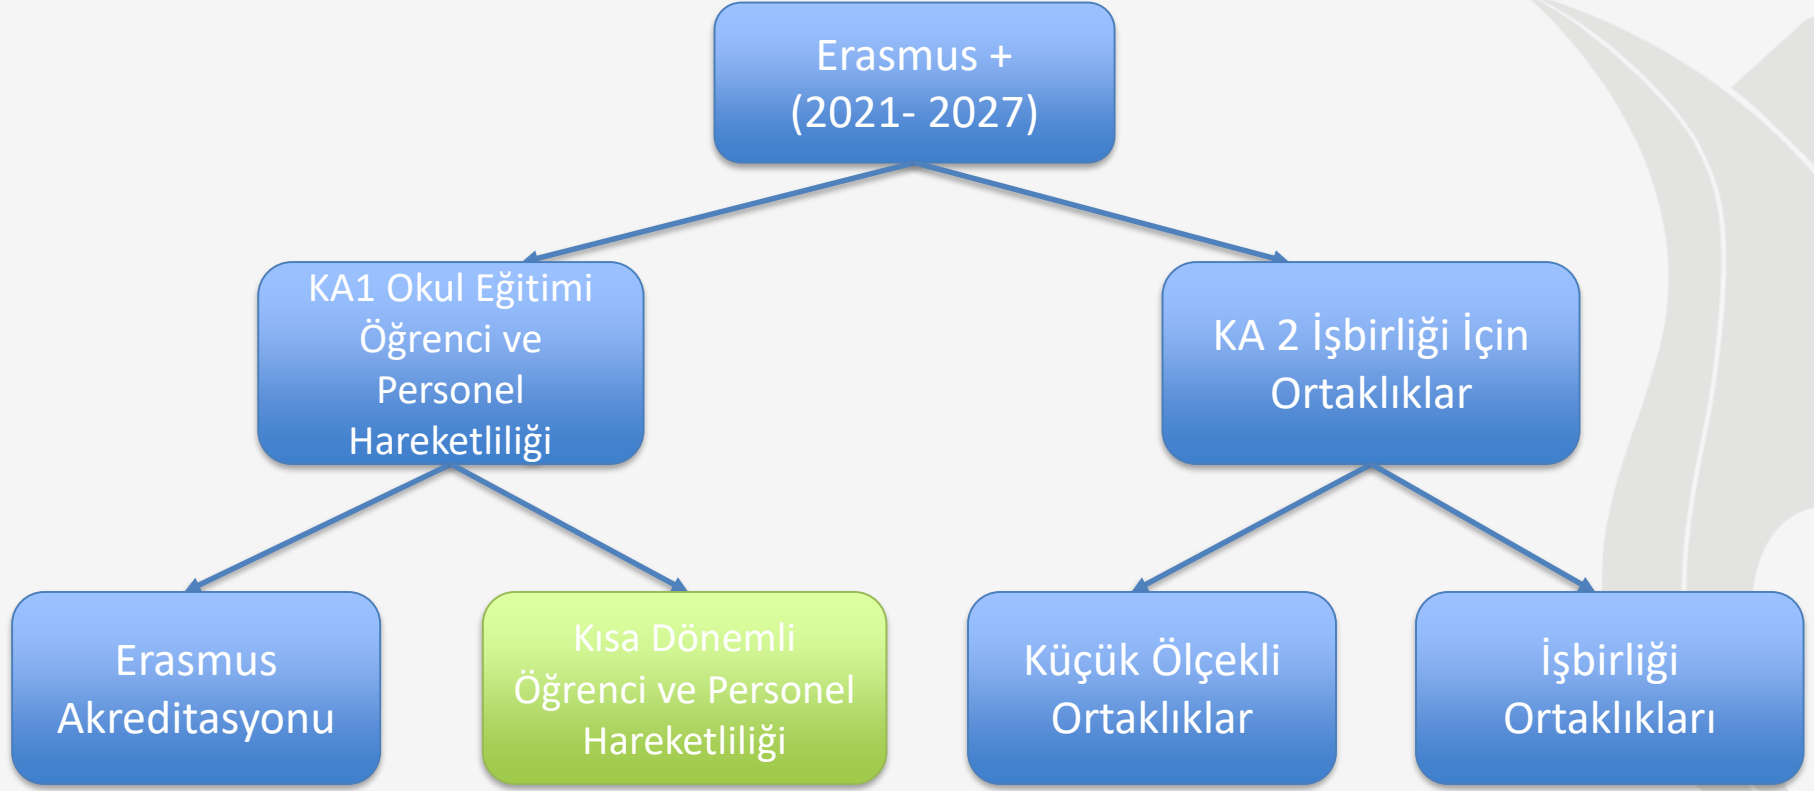 Erasmus +
(2021- 2027)
KA1 Okul Eğitimi
Öğrenci ve
Personel
Hareketliliği
KA 2 İşbirliği İçin
Ortaklıklar
Erasmus
Akreditasyonu
Kısa Dönemli
Öğrenci ve Personel
Hareketliliği
Küçük Ölçekli
Ortaklıklar
İşbirliği
Ortaklıkları